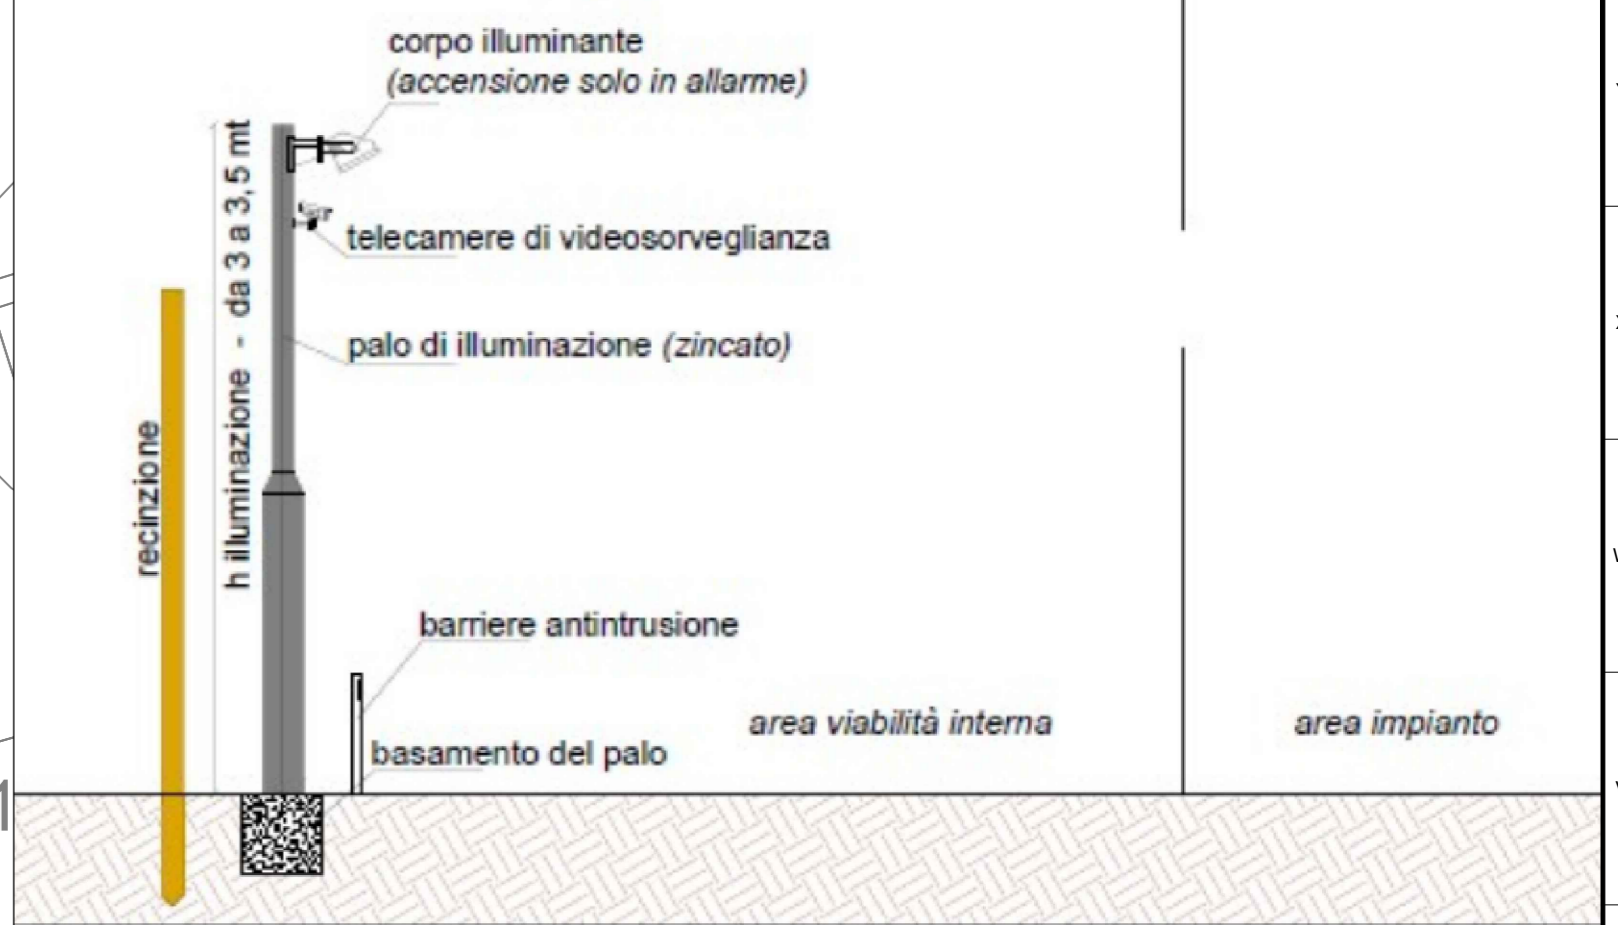 corpo illuminante
(accensione solo in allarme)
h illuminazione - da 3 a 3,5 mt
telecamere di videosorveglianza
palo di illuminazione (zincato)
recinzione
barriere antintrusione
area viabilità interna
area impianto
basamento del palo
1